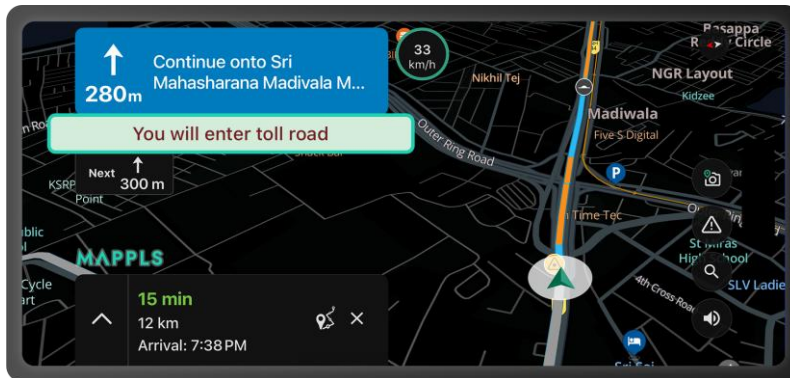 280m
Continue onto Sri
Mahasharana Madivala M...
33
km/h
You will enter toll road
Next
300 m
KSRP
Point
MAPPLS
15 min
12 km
Arrival: 7:38 PM
Outer Ring Road
Nikhil Tej
Basappa
Circle
NGR Layout
Kidzee
Madiwala
Five S Digital
P
Time Tec
St Miras
High School
SLV Ladie
4th Cross Road
Cycle